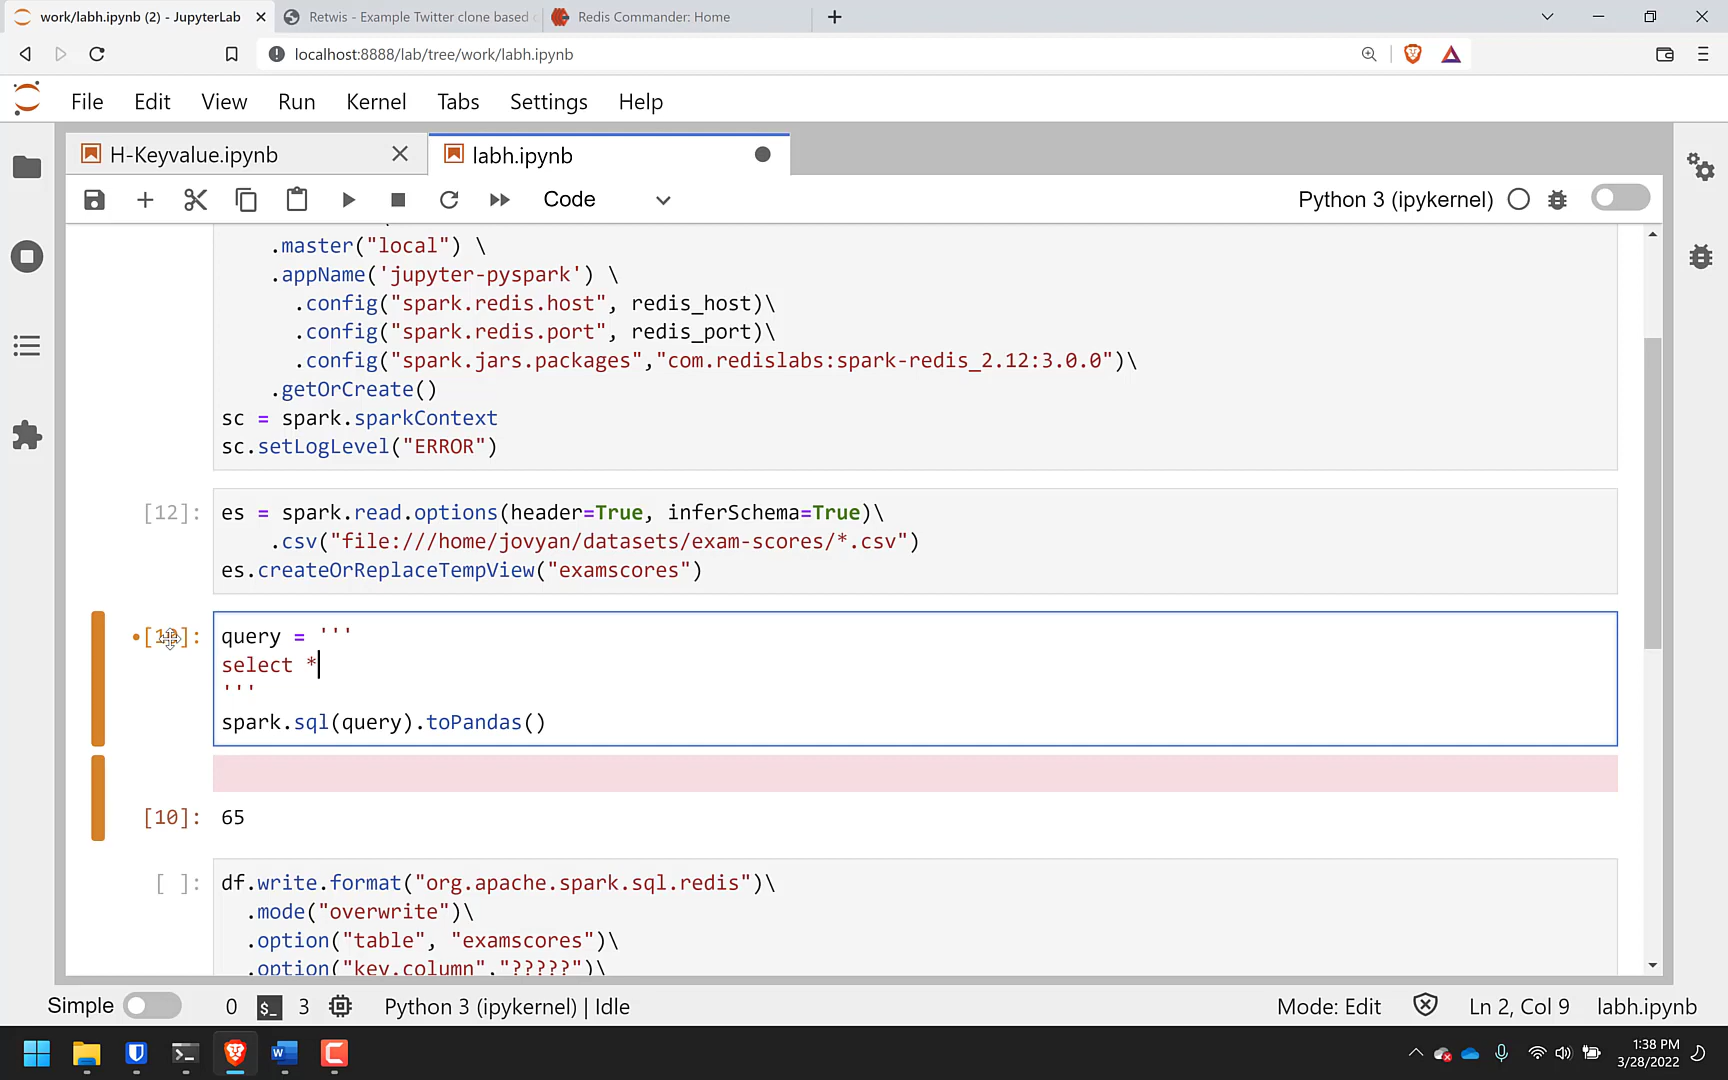 work/labh.ipynb (2) - JupyterLab
Retwis - Example Twitter clone based
Redis Commander: Home
localhost:8888/lab/tree/work/labh.ipynb
File Edit View Run Kernel Tabs Settings Help
H-Keyvalue.ipynb
labh.ipynb
Code
Python 3 (ipykernel)
.master("local") \
.appName('jupyter-pyspark') \
.config("spark.redis.host", redis_host)\
.config("spark.redis.port", redis_port)\
.config("spark.jars.packages","com.redislabs:spark-redis_2.12:3.0.0")\
.getOrCreate()
sc = spark.sparkContext
sc.setLogLevel("ERROR")
[12]: es = spark.read.options(header=True, inferSchema=True)\
.csv("file:///home/jovyan/datasets/exam-scores/*.csv")
es.createOrReplaceTempView("examscores")
query = '''
select *
'''
spark.sql(query).toPandas()
[10]: 65
[ ]: df.write.format("org.apache.spark.sql.redis")\
.mode("overwrite")\
.option("table", "examscores")\
.option("key.column","?????")\
Simple 0 $_ 3 Python 3 (ipykernel) | Idle Mode: Edit Ln 2, Col 9 labh.ipynb
1:38 PM
3/28/2022